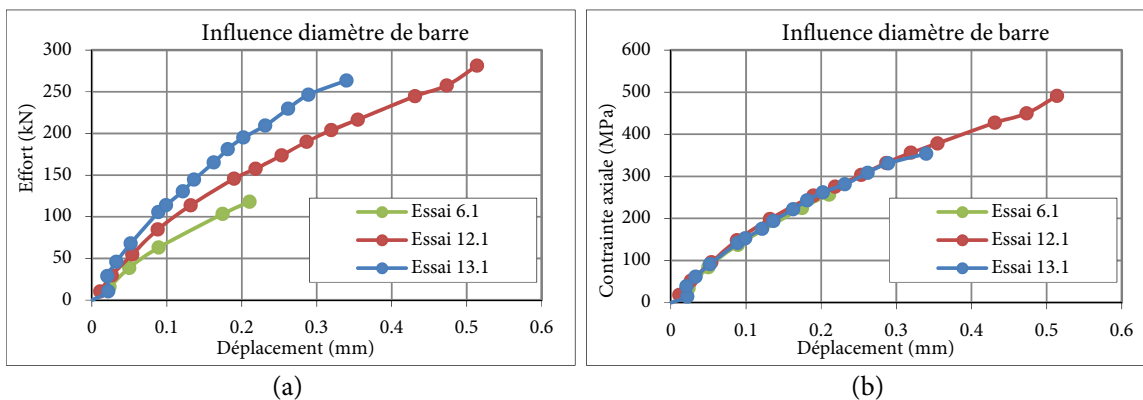 Influence diamètre de barre
300
250
200
150
100
50
0
Effort (kN)
Essai 6.1
Essai 12.1
Essai 13.1
0 0.1 0.2 0.3 0.4 0.5 0.6
Déplacement (mm)
(a)
Influence diamètre de barre
600
500
400
300
200
100
0
Contrainte axiale (MPa)
Essai 6.1
Essai 12.1
Essai 13.1
0 0.1 0.2 0.3 0.4 0.5 0.6
Déplacement (mm)
(b)